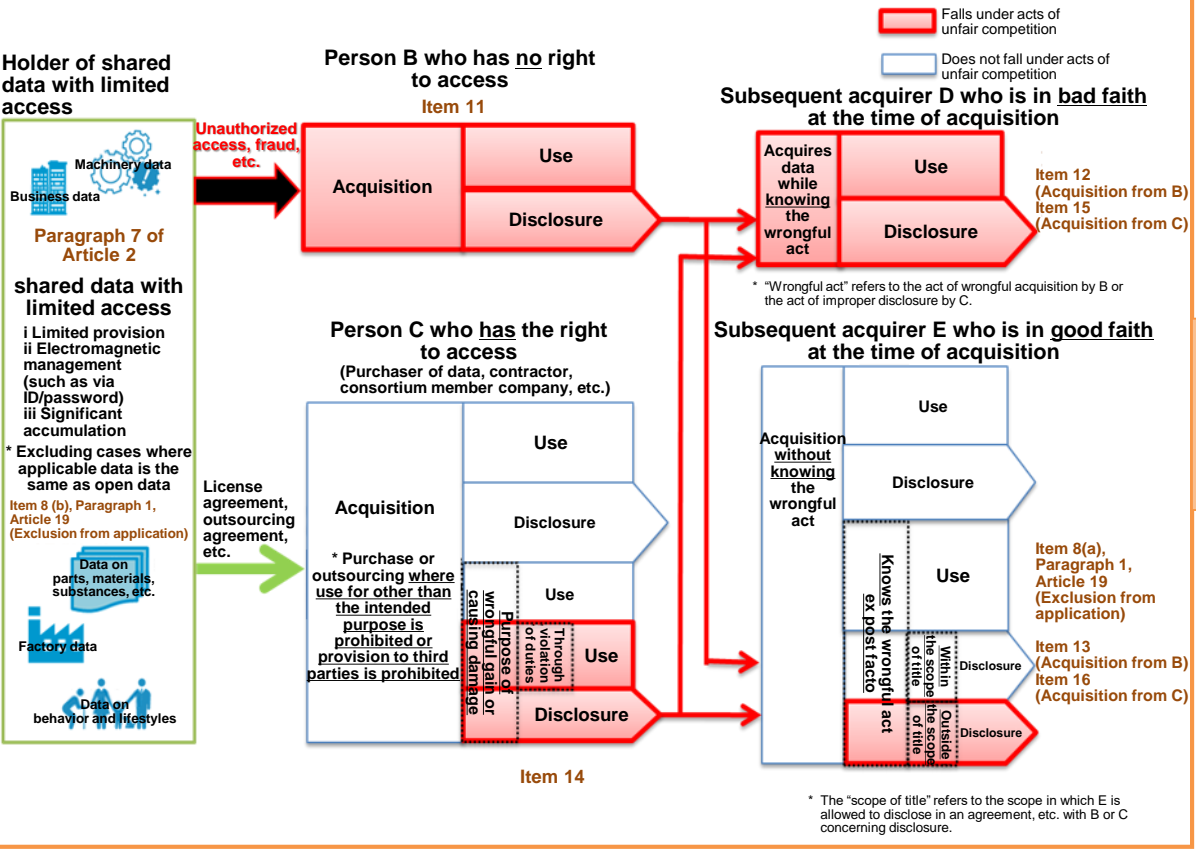 Falls under acts of
unfair competition
Does not fall under acts of
unfair competition
Holder of shared
data with limited
access
Machinery data
Business data
Paragraph 7 of
Article 2
shared data with
limited access
i Limited provision
ii Electromagnetic
management
(such as via
ID/password)
iii Significant
accumulation
* Excluding cases where
applicable data is the
same as open data
Item 8 (b), Paragraph 1,
Article 19
(Exclusion from application)
Data on
parts, materials,
substances, etc.
Factory data
Data on
behavior and lifestyles
Unauthorized
access, fraud,
etc.
License
agreement,
outsourcing
agreement,
etc.
Person B who has no right
to access
Item 11
Acquisition
Use
Disclosure
Person C who has the right
to access
(Purchaser of data, contractor,
consortium member company, etc.)
Acquisition
* Purchase or
outsourcing where
use for other than
the intended
purpose is
prohibited or
provision to third
parties is prohibited
Use
Disclosure
Purpose of
wrongful gain or
causing damage
Use
Through
violation
of duties
Use
Disclosure
Item 14
Subsequent acquirer D who is in bad faith
at the time of acquisition
Acquires
data
while
knowing
the
wrongful
act
Use
Disclosure
Item 12
(Acquisition from B)
Item 15
(Acquisition from C)
* “Wrongful act” refers to the act of wrongful acquisition by B or
the act of improper disclosure by C.
Subsequent acquirer E who is in good faith
at the time of acquisition
Acquisition
without
knowing
the
wrongful
act
Use
Disclosure
Knows the wrongful act
ex post facto
Use
Within
the scope
of title
Disclosure
Outside
the scope
of title
Disclosure
Item 8(a),
Paragraph 1,
Article 19
(Exclusion from
application)
Item 13
(Acquisition from B)
Item 16
(Acquisition from C)
* The “scope of title” refers to the scope in which E is
allowed to disclose in an agreement, etc. with B or C
concerning disclosure.